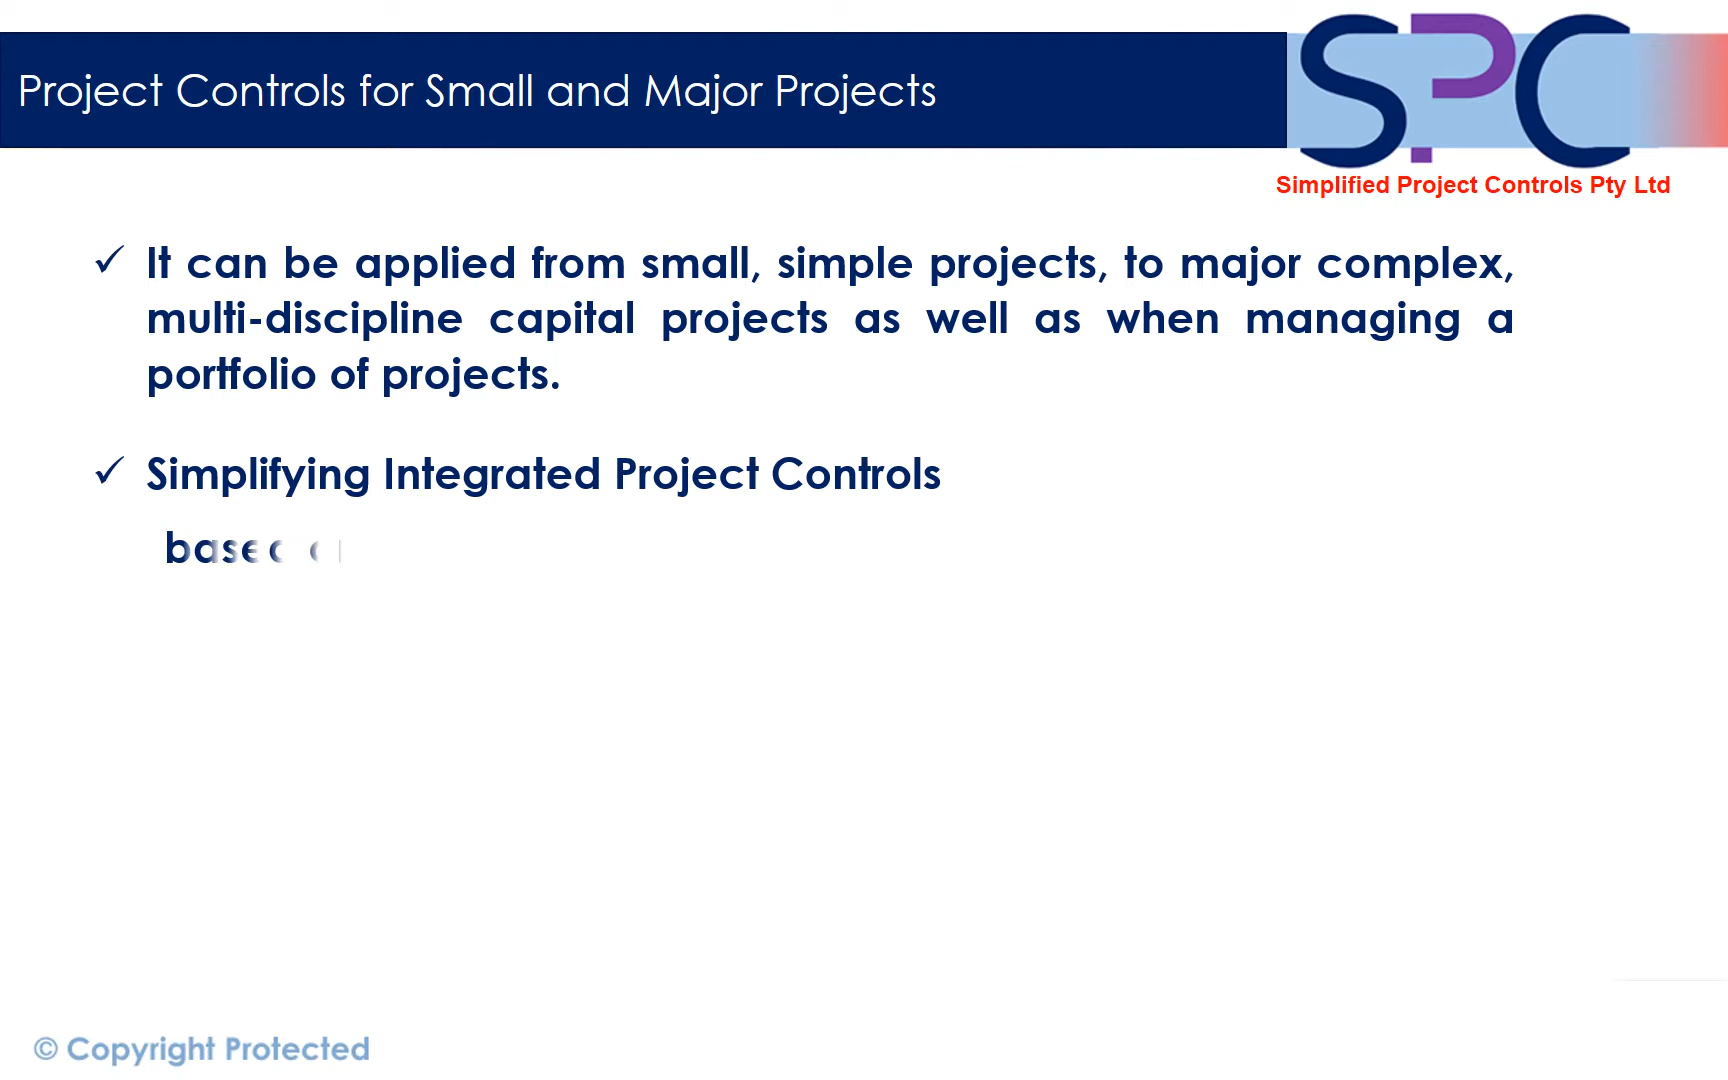 SPC
Project Controls for Small and Major Projects
Simplified Project Controls Pty Ltd
✓ It can be applied from small, simple projects, to major complex,
multi-discipline capital projects as well as when managing a
portfolio of projects.
✓ Simplifying Integrated Project Controls
based
© Copyright Protected